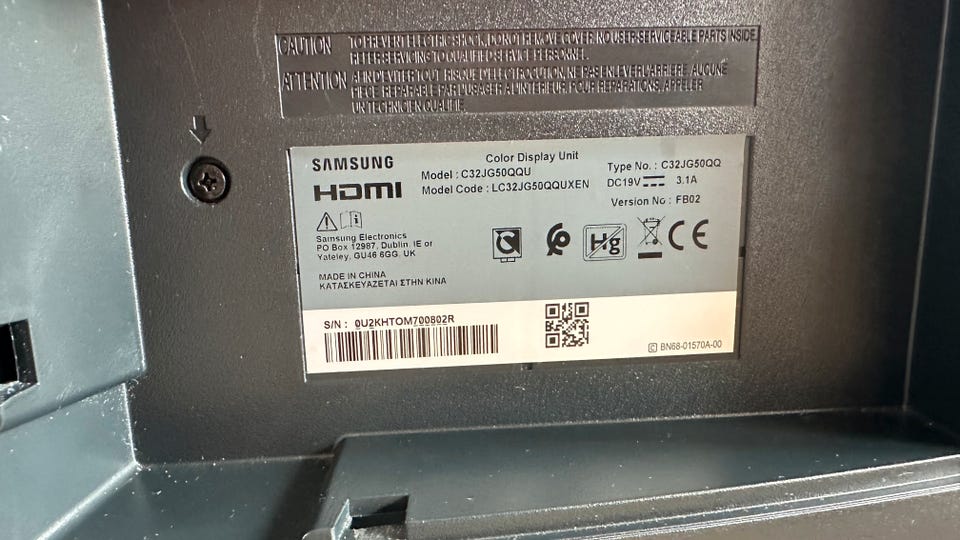 CAUTION TO PREVENT ELECTRIC SHOCK, DO NOT REMOVE COVER. NO USER SERVICEABLE PARTS INSIDE.
REFER SERVICING TO QUALIFIED SERVICE PERSONNEL.
ATTENTION AFIN D'EVITER TOUT RISQUE D'ELECTROCUTION, NE PAS ENLEVER L'ARRIERE. AUCUNE
PIECE REPARABLE PAR L'USAGER A L'INTERIEUR. POUR REPARATIONS, APPELER
UN TECHNICIEN QUALIFIE.
SAMSUNG
HDMI
Color Display Unit
Model : C32JG50QQU
Model Code : LC32JG50QQUXEN
Type No. : C32JG50QQ
DC19V 3.1A
Version No : FB02
Samsung Electronics
PO Box 12987, Dublin. IE or
Yateley, GU46 6GG. UK
Hg
CE
MADE IN CHINA
ΚΑΤΑΣΚΕΥΑΖΕΤΑΙ ΣΤΗΝ ΚΙΝΑ
S/N : 0U2KHTOM700802R
BN68-01570A-00